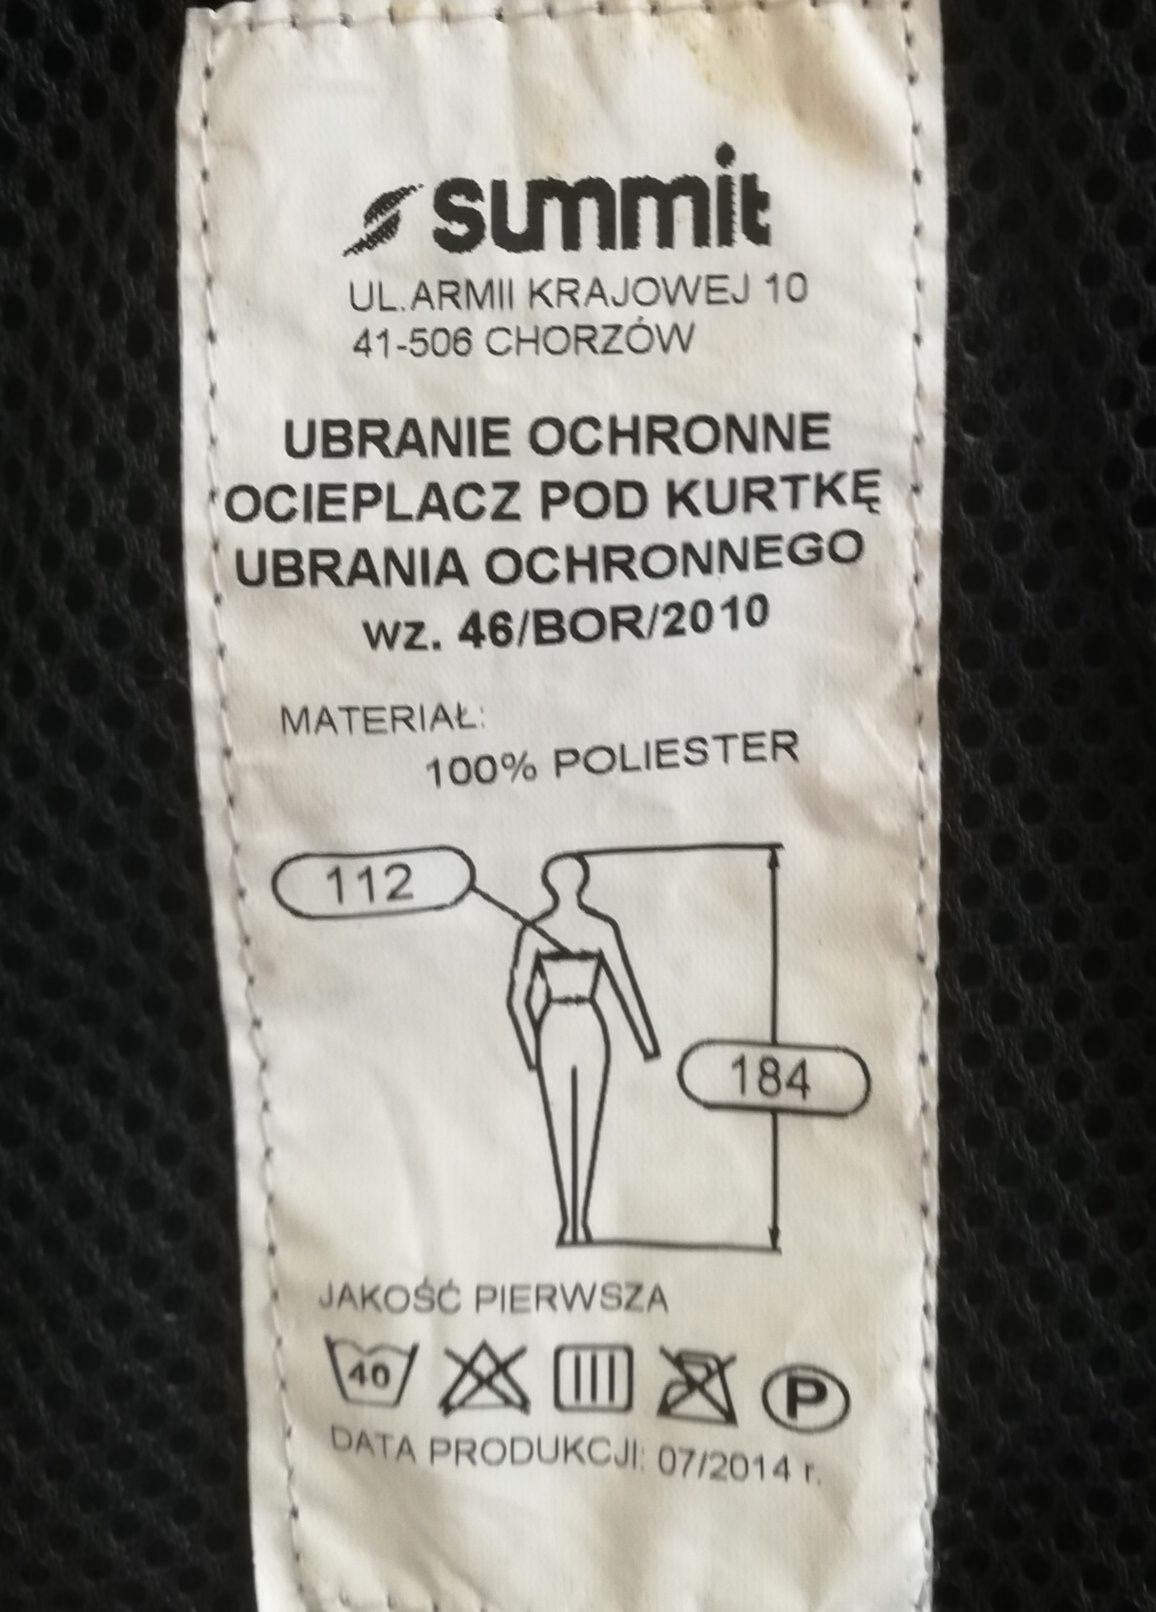 summit
UL.ARMII KRAJOWEJ 10
41-506 CHORZÓW
UBRANIE OCHRONNE
OCIEPLACZ POD KURTKĘ
UBRANIA OCHRONNEGO
wz. 46/BOR/2010
MATERIAŁ:
100% POLIESTER
112
184
JAKOŚĆ PIERWSZA
40
P
DATA PRODUKCJI: 07/2014 r.